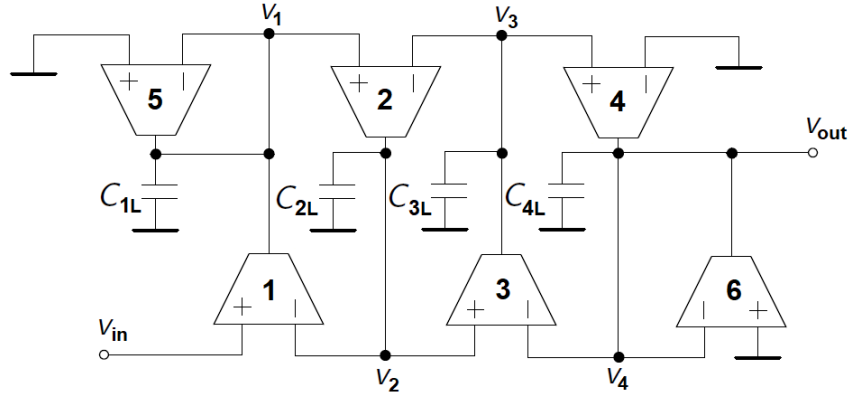 V1 V3
+ − + − + −
5 2 4
Vout
C1L C2L C3L C4L
1 3 6
+ − + − − +
Vin
V2 V4